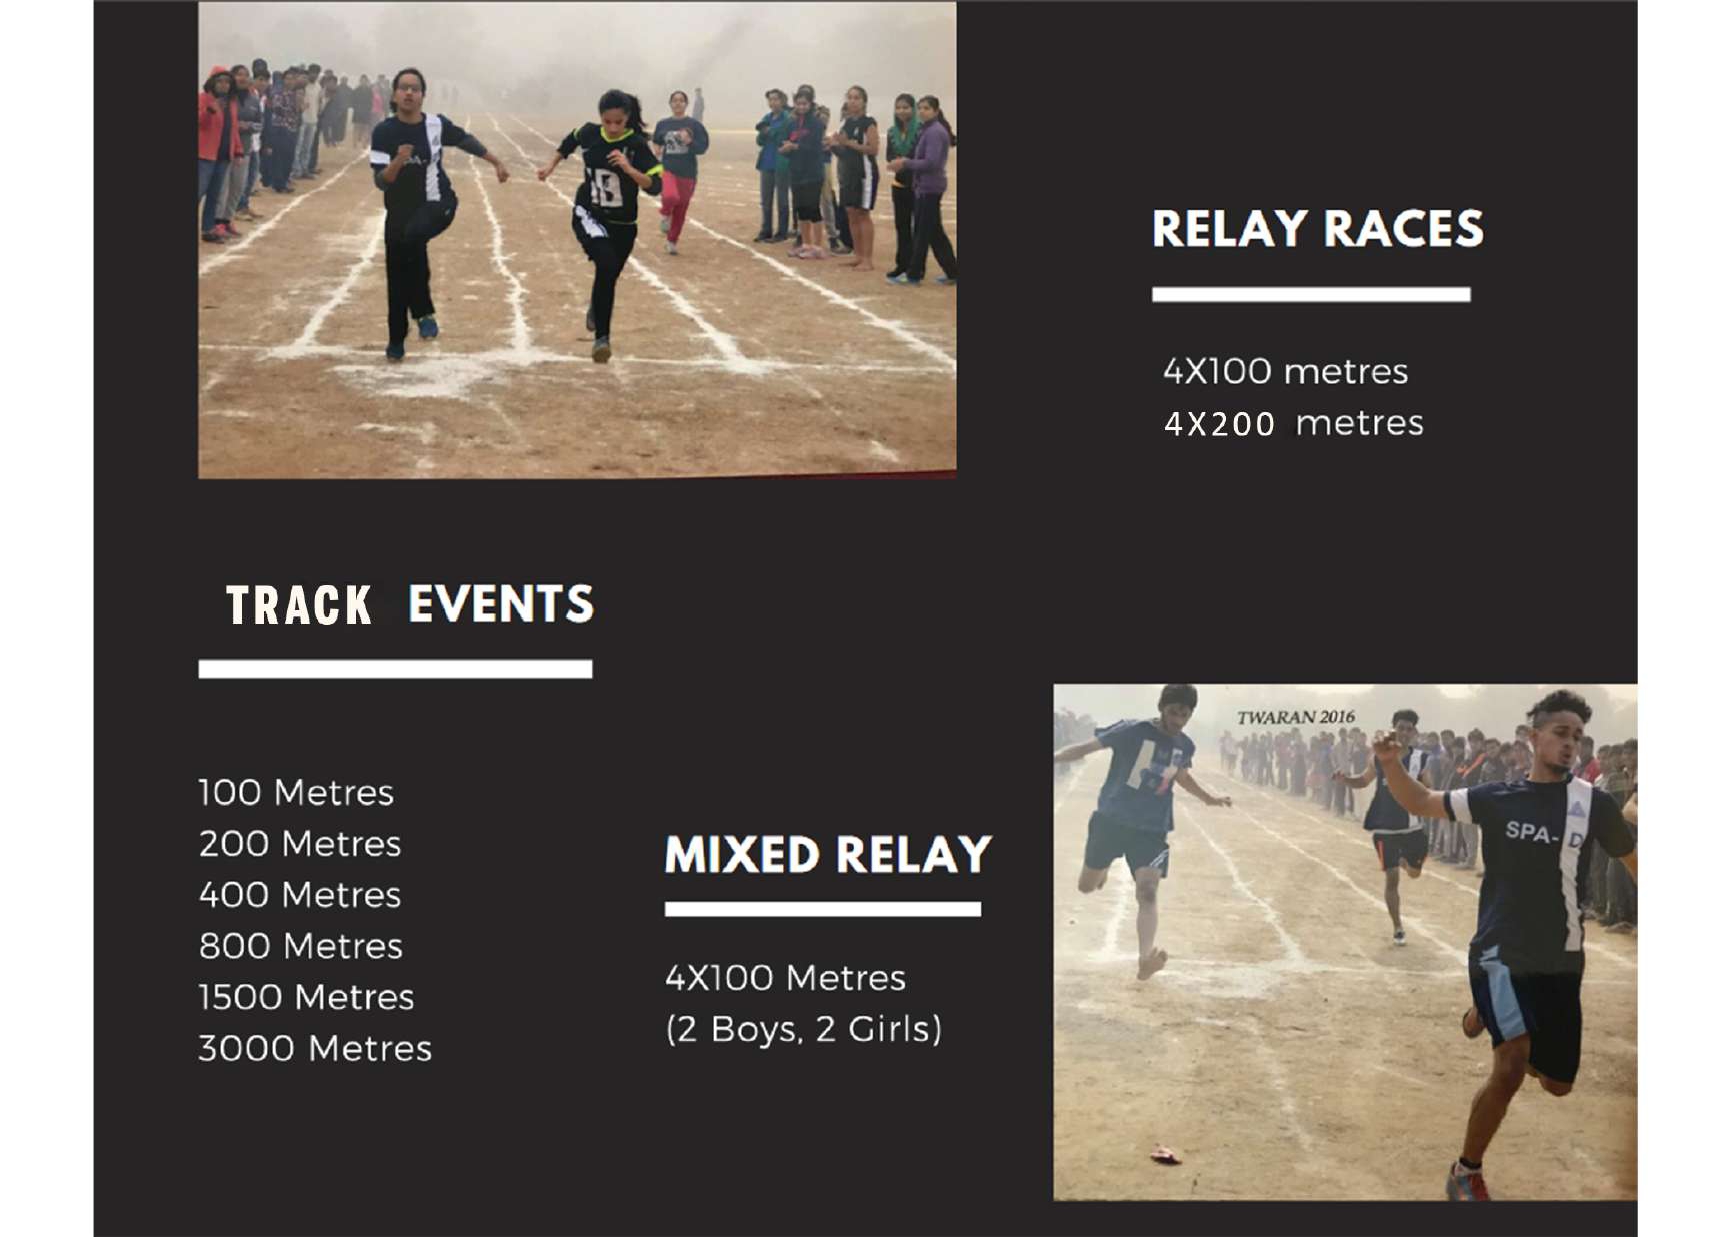 RELAY RACES
4X100 metres
4X200 metres
TRACK EVENTS
100 Metres
200 Metres
400 Metres
800 Metres
1500 Metres
3000 Metres
MIXED RELAY
4X100 Metres
(2 Boys, 2 Girls)
TWARAN 2016
SPA- D